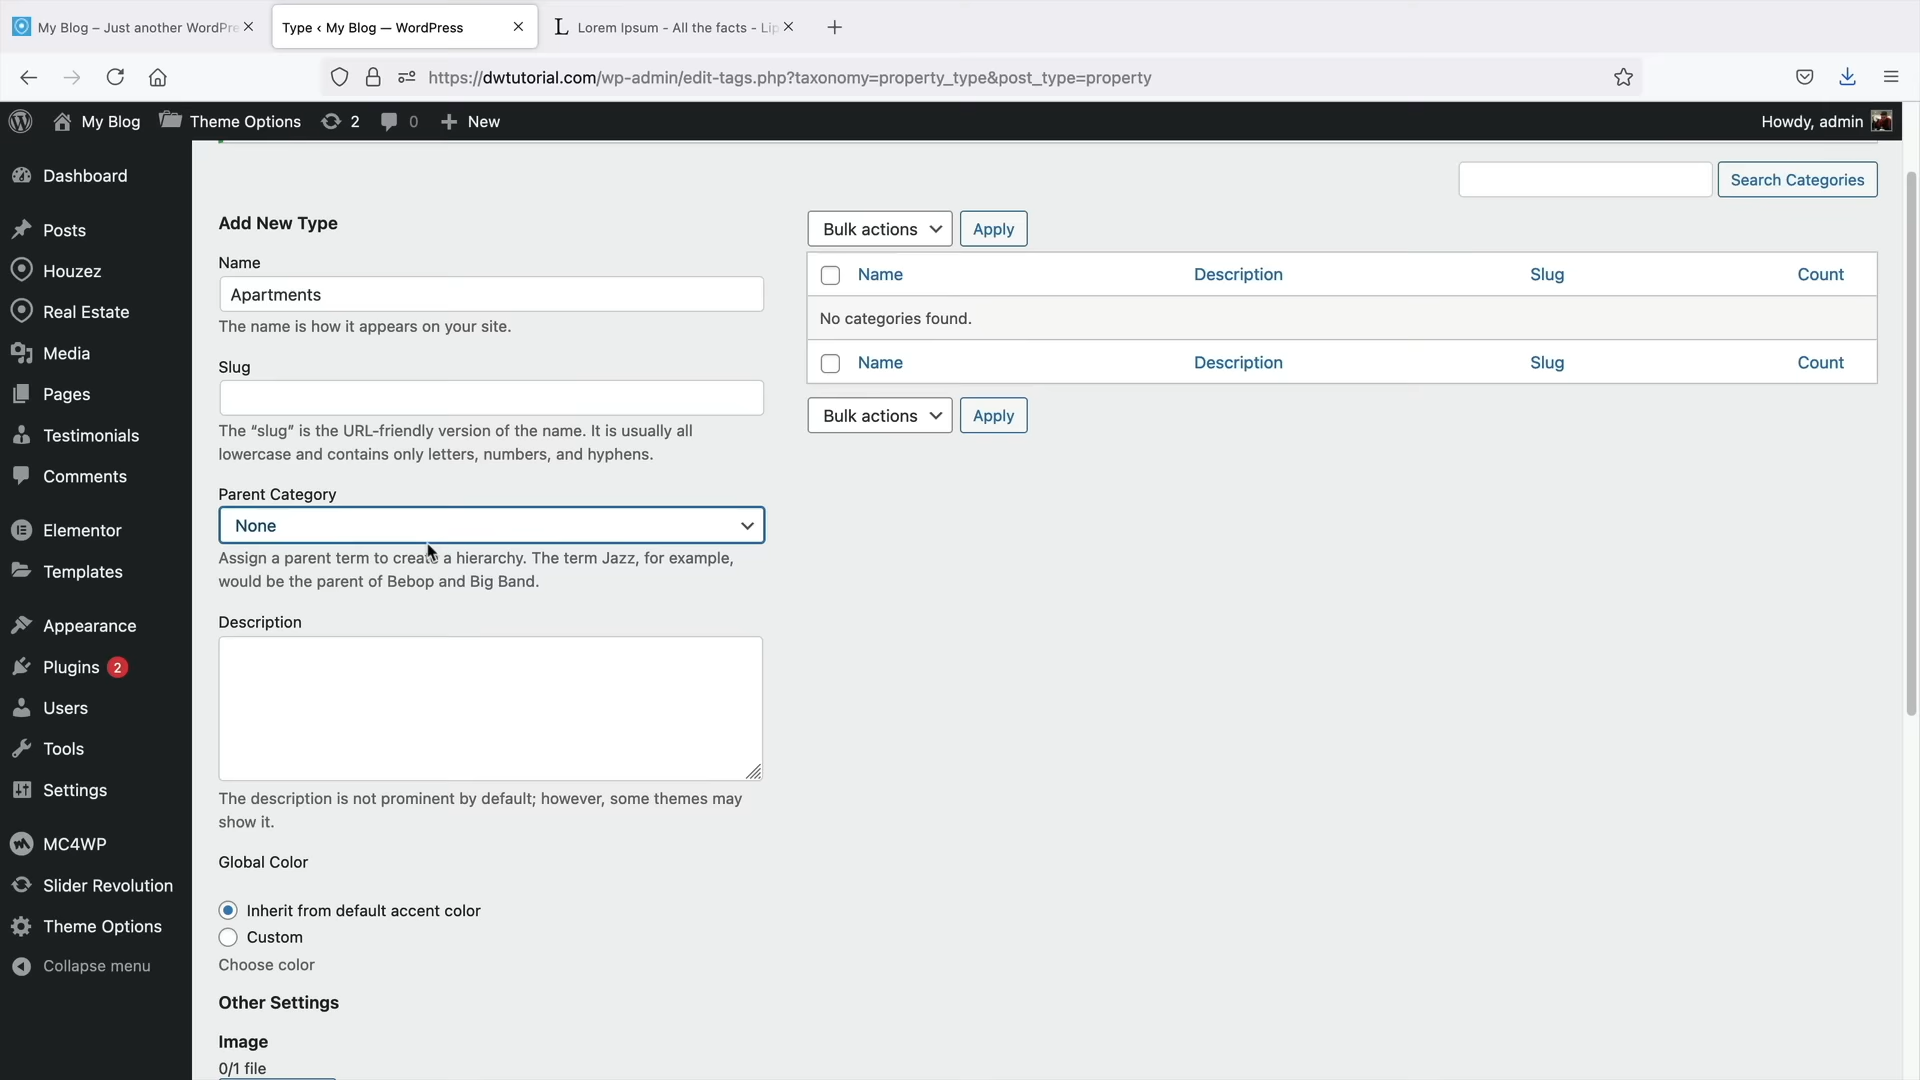 My Blog – Just another WordPre
Type ‹ My Blog — WordPress
L Lorem Ipsum - All the facts - Lip
https://dwtutorial.com/wp-admin/edit-tags.php?taxonomy=property_type&post_type=property
My Blog
Theme Options
2
0
New
Howdy, admin
Dashboard
Posts
Houzez
Real Estate
Media
Pages
Testimonials
Comments
Elementor
Templates
Appearance
Plugins 2
Users
Tools
Settings
MC4WP
Slider Revolution
Theme Options
Collapse menu
Search Categories
Add New Type
Name
Apartments
The name is how it appears on your site.
Slug
The “slug” is the URL-friendly version of the name. It is usually all
lowercase and contains only letters, numbers, and hyphens.
Parent Category
None
Assign a parent term to create a hierarchy. The term Jazz, for example,
would be the parent of Bebop and Big Band.
Description
The description is not prominent by default; however, some themes may
show it.
Global Color
Inherit from default accent color
Custom
Choose color
Other Settings
Image
0/1 file
Bulk actions Apply
Name Description Slug Count
No categories found.
Name Description Slug Count
Bulk actions Apply